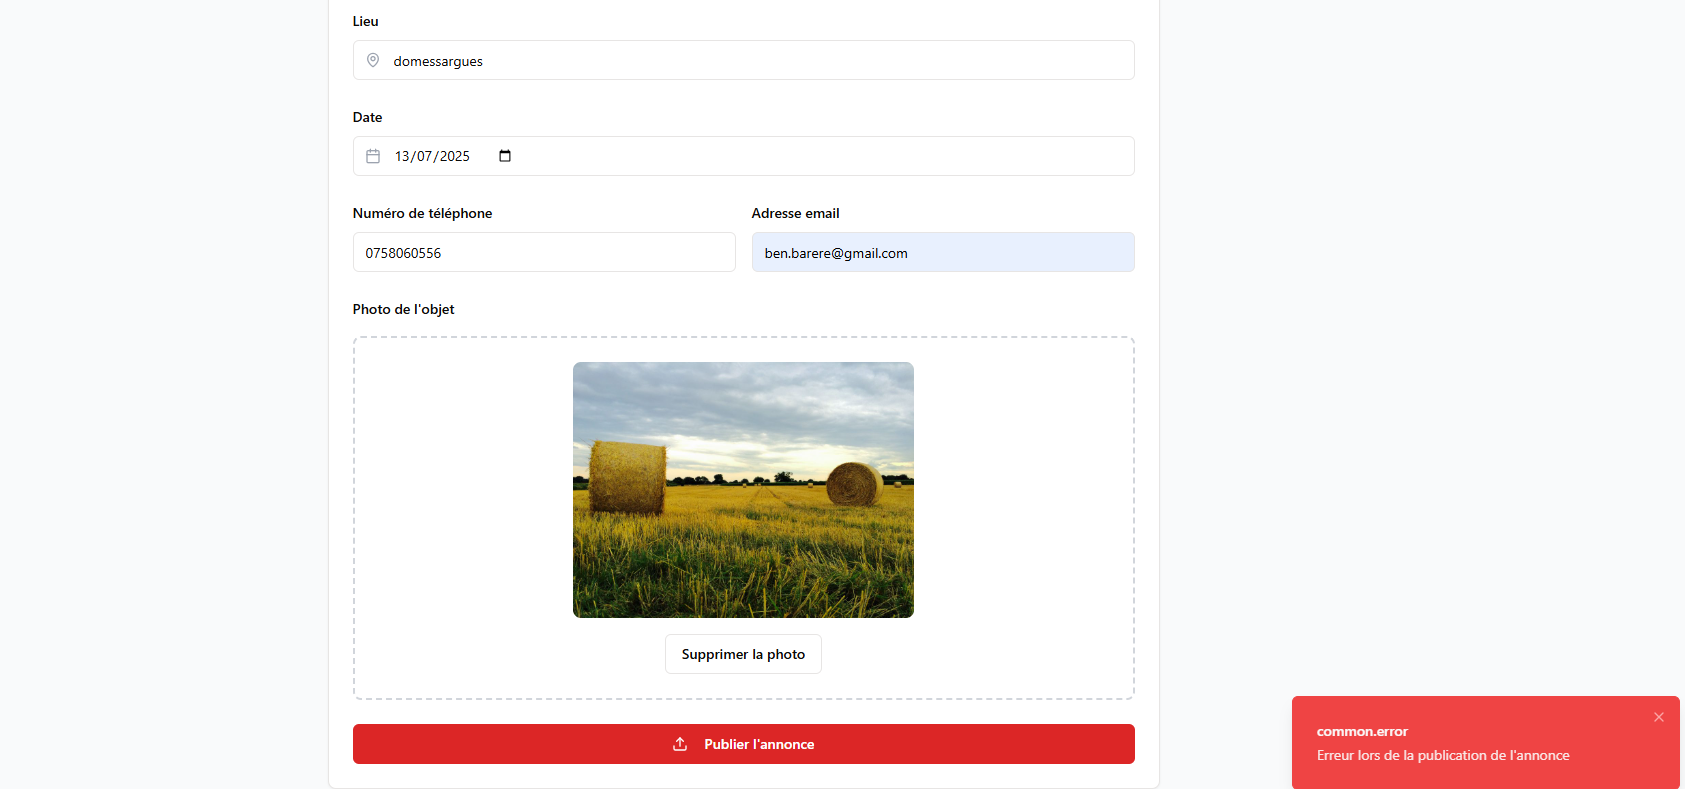 Lieu
domessargues
Date
13/07/2025
Numéro de téléphone
Adresse email
0758060556
ben.barere@gmail.com
Photo de l'objet
Supprimer la photo
Publier l'annonce
common.error
Erreur lors de la publication de l'annonce